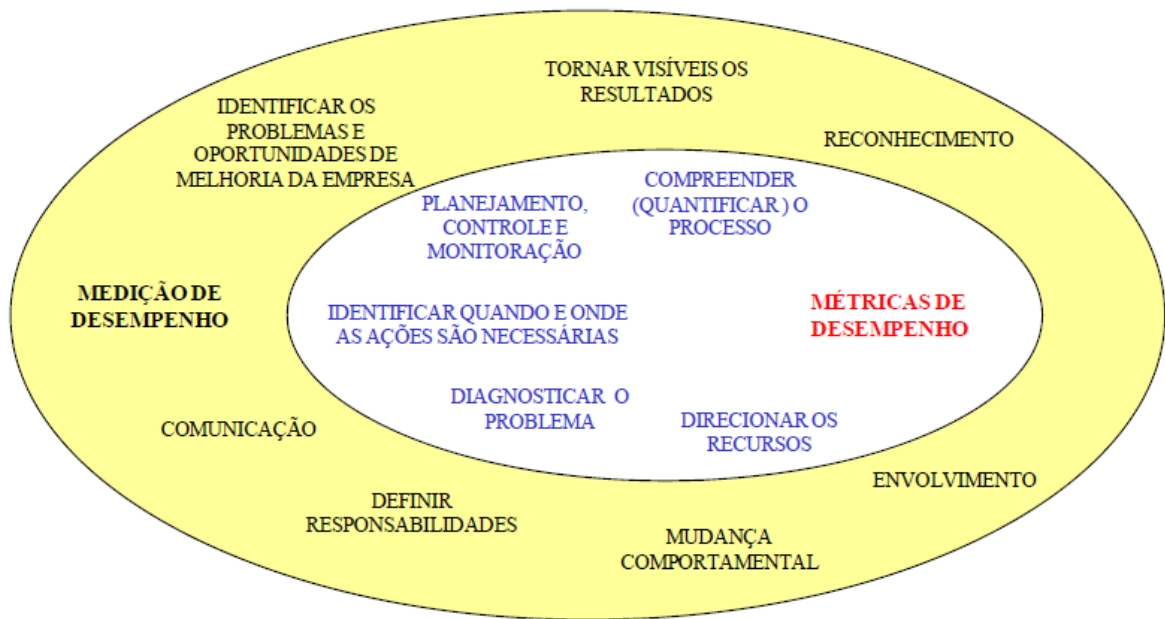 TORNAR VISÍVEIS OS
RESULTADOS
IDENTIFICAR OS
PROBLEMAS E
OPORTUNIDADES DE
MELHORIA DA EMPRESA
RECONHECIMENTO
PLANEJAMENTO,
CONTROLE E
MONITORAÇÃO
COMPREENDER
(QUANTIFICAR ) O
PROCESSO
MEDIÇÃO DE
DESEMPENHO
IDENTIFICAR QUANDO E ONDE
AS AÇÕES SÃO NECESSÁRIAS
MÉTRICAS DE
DESEMPENHO
DIAGNOSTICAR O
PROBLEMA
DIRECIONAR OS
RECURSOS
COMUNICAÇÃO
ENVOLVIMENTO
DEFINIR
RESPONSABILIDADES
MUDANÇA
COMPORTAMENTAL